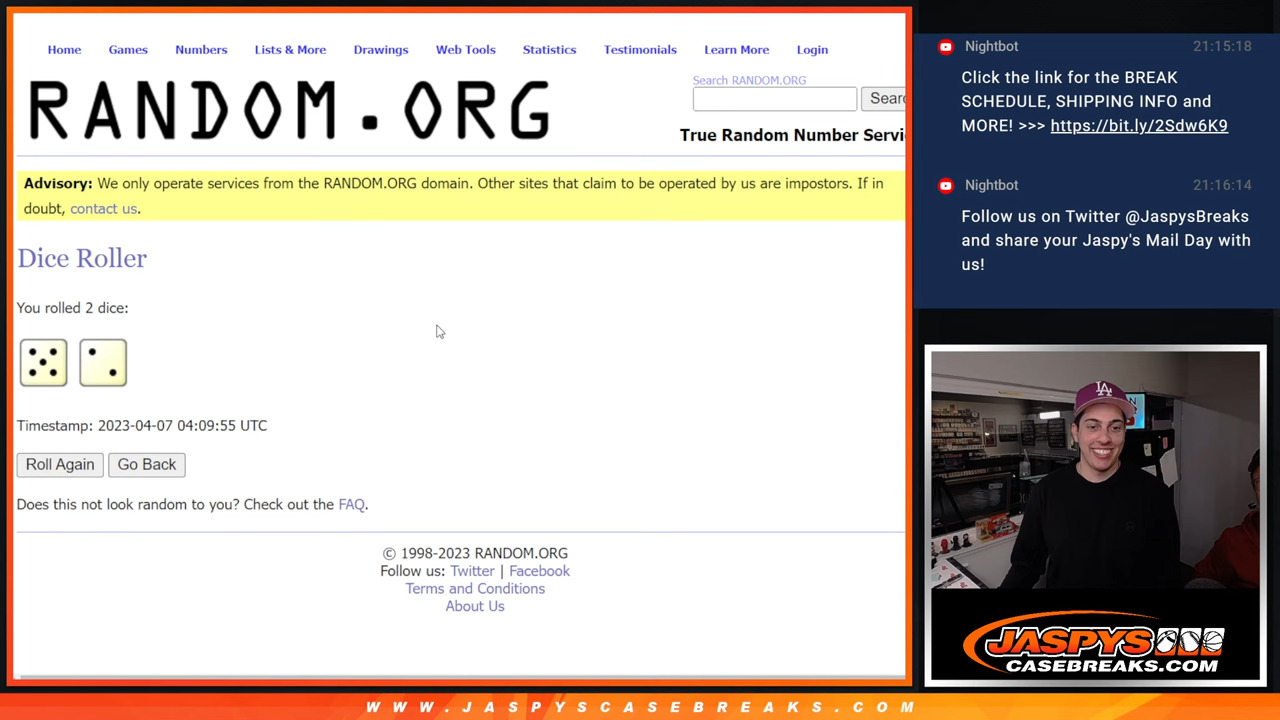 Home Games Numbers Lists & More Drawings Web Tools Statistics Testimonials Learn More Login
RANDOM.ORG
Search RANDOM.ORG
Searc
True Random Number Servi
Advisory: We only operate services from the RANDOM.ORG domain. Other sites that claim to be operated by us are impostors. If in
doubt, contact us.
Dice Roller
You rolled 2 dice:
Timestamp: 2023-04-07 04:09:55 UTC
Roll Again Go Back
Does this not look random to you? Check out the FAQ.
© 1998-2023 RANDOM.ORG
Follow us: Twitter | Facebook
Terms and Conditions
About Us
Nightbot 21:15:18
Click the link for the BREAK
SCHEDULE, SHIPPING INFO and
MORE! >>> https://bit.ly/2Sdw6K9
Nightbot 21:16:14
Follow us on Twitter @JaspysBreaks
and share your Jaspy's Mail Day with
us!
LA
JASPYS
CASEBREAKS.COM
WWW.JASPYSCASEBREAKS.COM